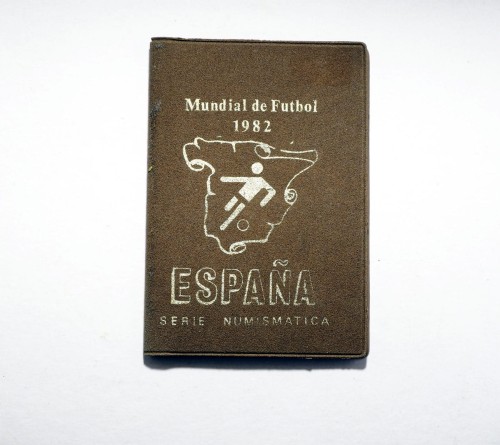 Mundial de Futbol
1982
ESPAÑA
SERIE NUMISMATICA